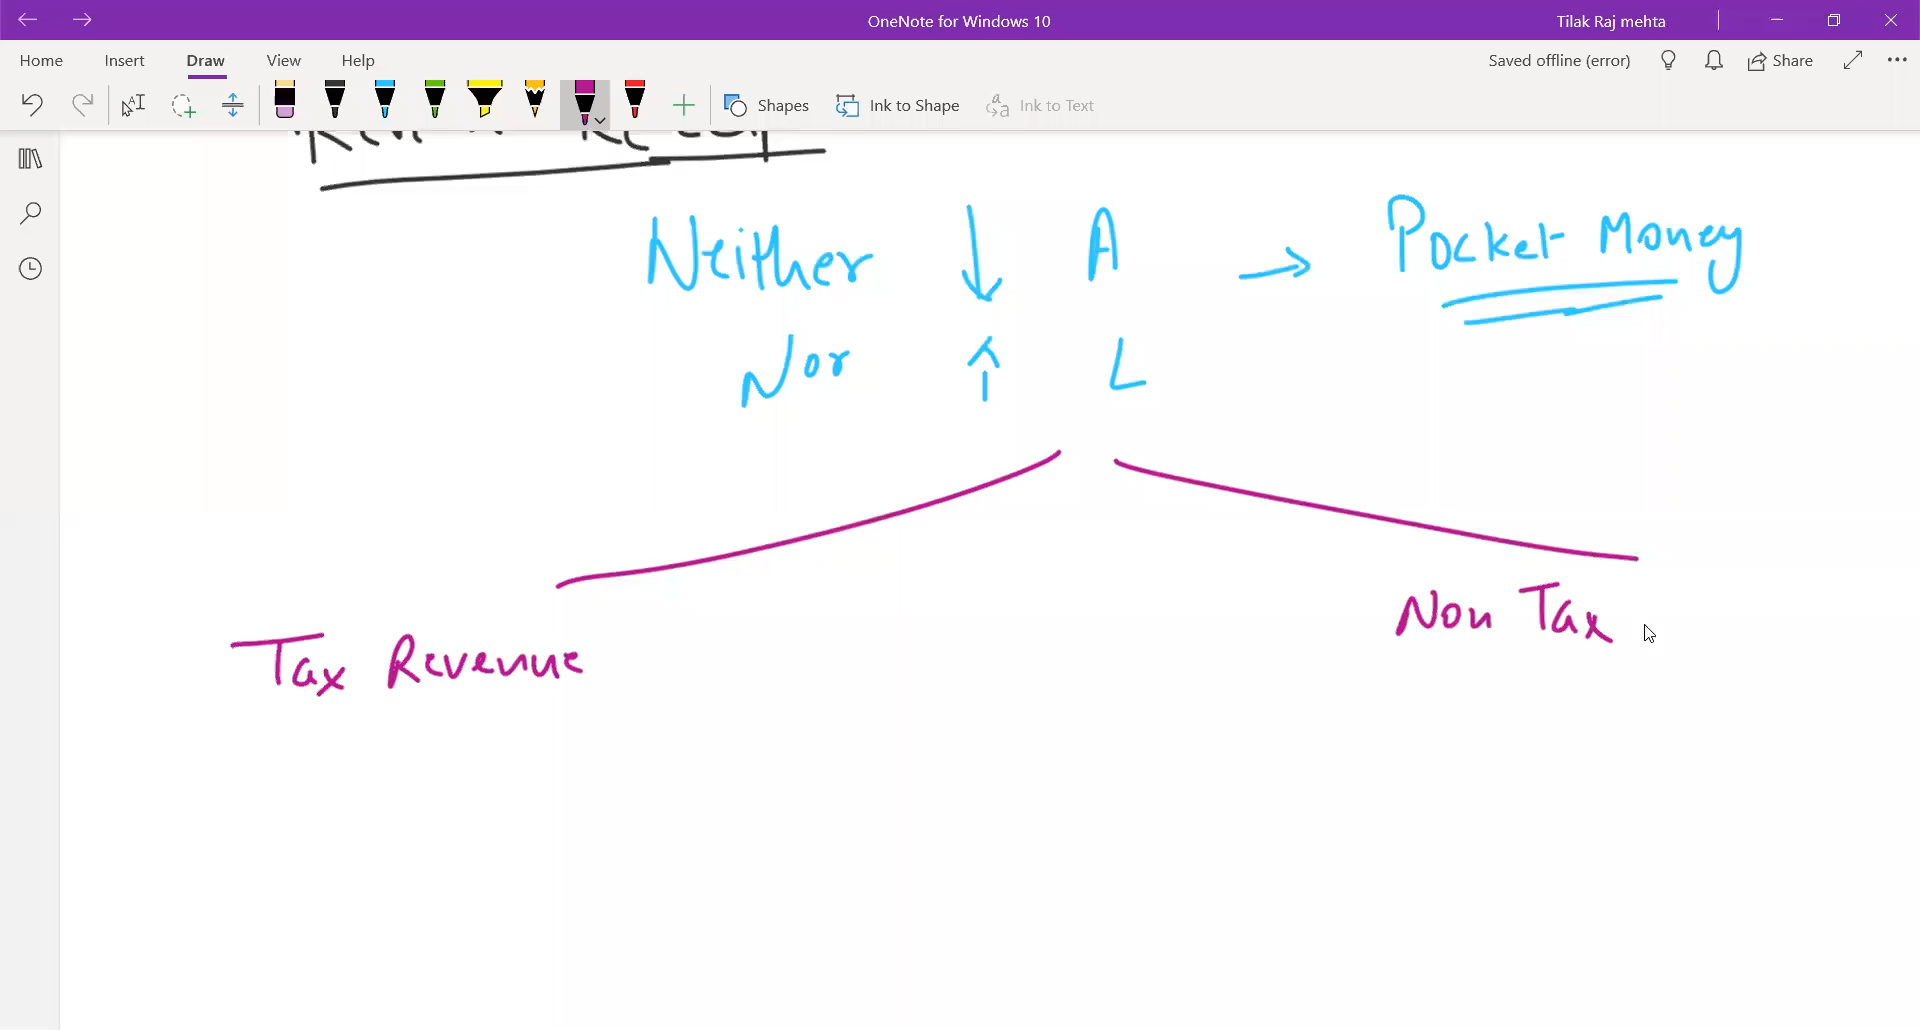 OneNote for Windows 10
Tilak Raj mehta
Home Insert Draw View Help
Saved offline (error) Share
Shapes Ink to Shape Ink to Text
Neither ↓ A → Pocket Money
Nor ↑ L
Non Tax
Tax Revenue